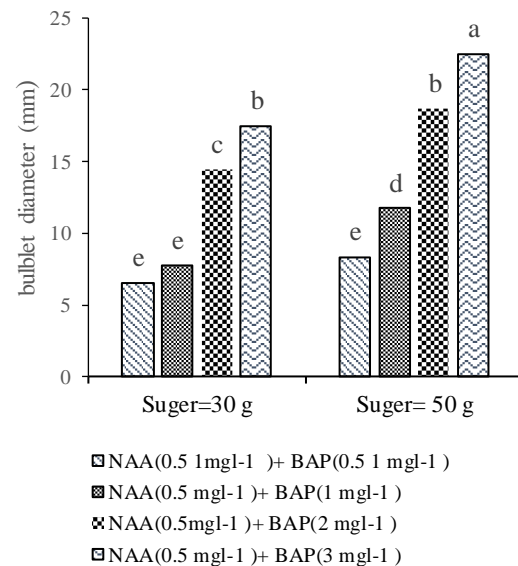 25
20
15
10
5
0
bulblet diameter (mm)
e
e
c
b
e
d
b
a
Suger=30 g
Suger= 50 g
NAA(0.5 1mgl-1 )+ BAP(0.5 1 mgl-1 )
NAA(0.5 mgl-1 )+ BAP(1 mgl-1 )
NAA(0.5mgl-1 )+ BAP(2 mgl-1 )
NAA(0.5 mgl-1 )+ BAP(3 mgl-1 )